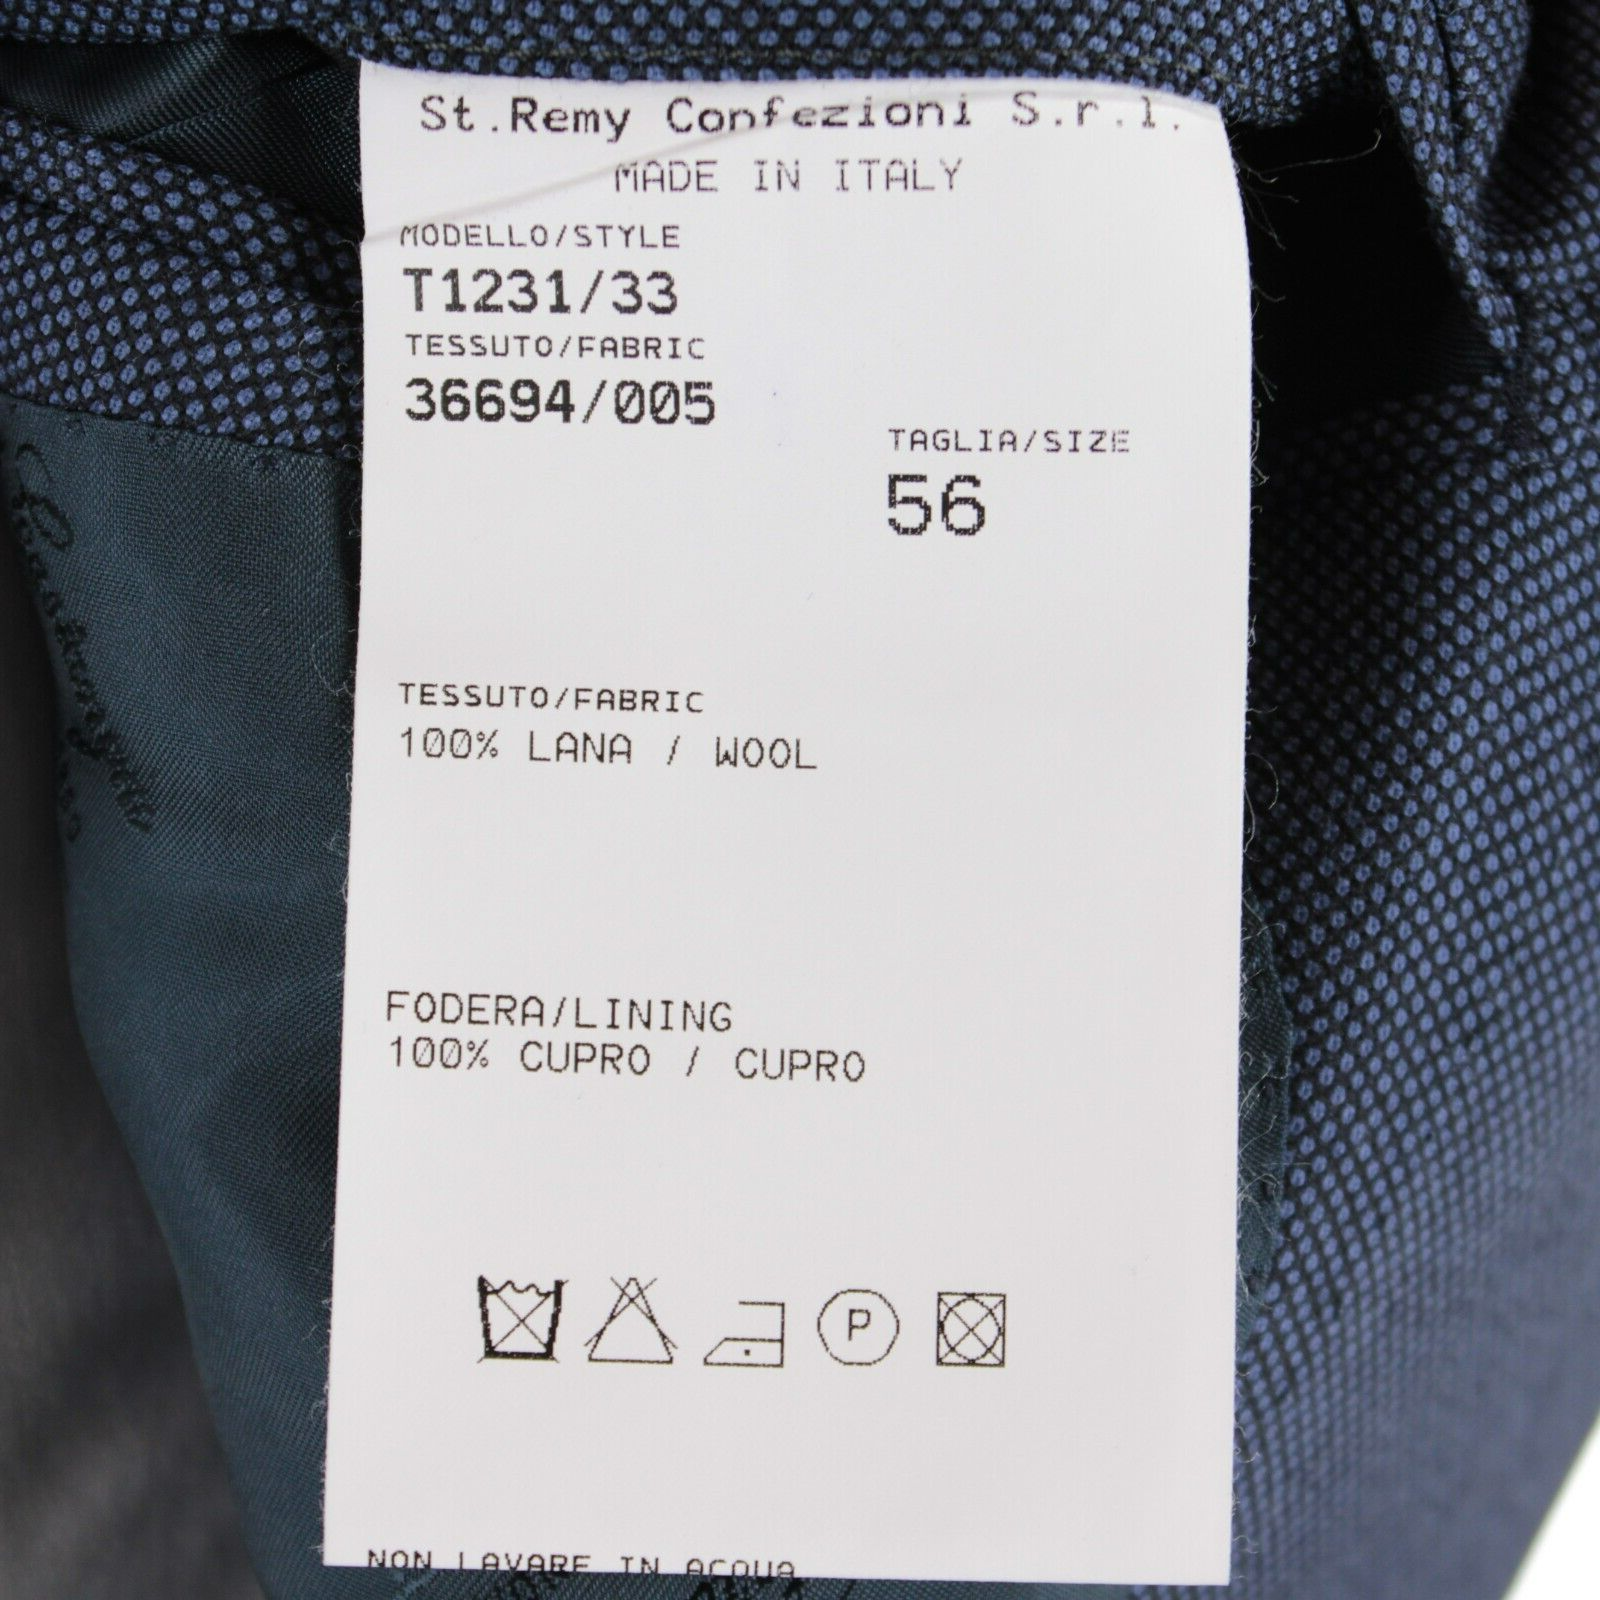 St.Remy Confezioni S.r.l.
MADE IN ITALY
MODELLO/STYLE
T1231/33
TESSUTO/FABRIC
36694/005
TAGLIA/SIZE
56
TESSUTO/FABRIC
100% LANA / WOOL
FODERA/LINING
100% CUPRO / CUPRO
P
NON LAVARE IN ACQUA